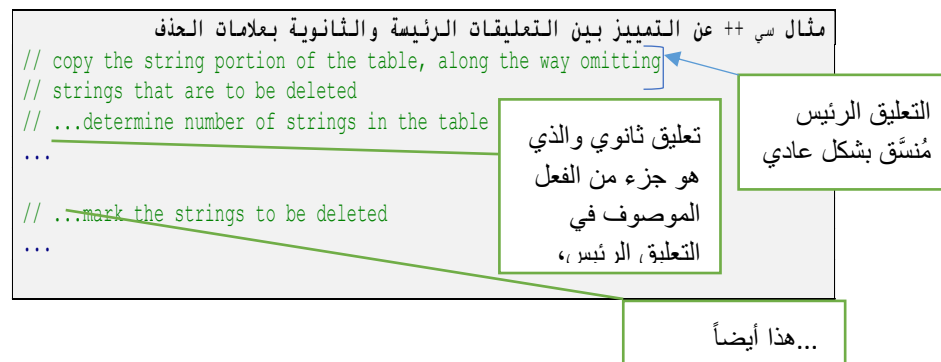 مثال سي ++ عن التمييز بين التعليقات الرئيسة والثانوية بعلامات الحذف
// copy the string portion of the table, along the way omitting
// strings that are to be deleted
// ...determine number of strings in the table
...
// ...mark the strings to be deleted
...
التعليق الرئيس
مُنسَّق بشكل عادي
تعليق ثانوي والذي
هو جزء من الفعل
الموصوف في
التعليق الرئيس،
...هذا أيضاً